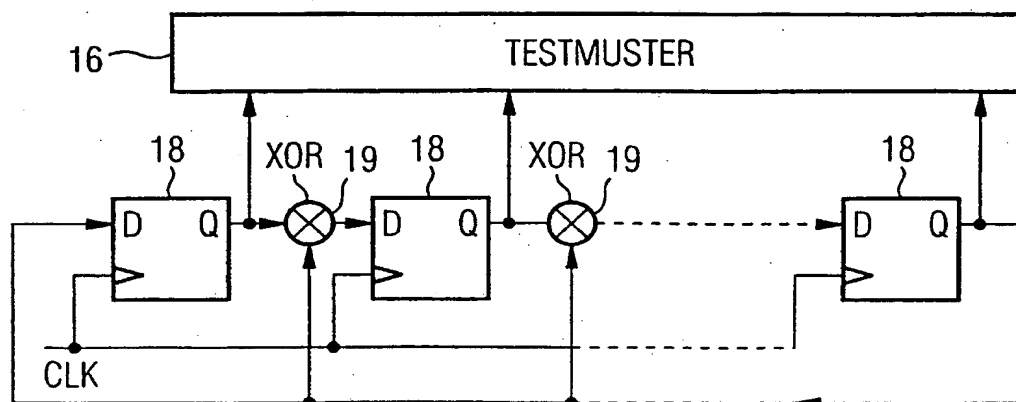 16
TESTMUSTER
18
XOR
19
18
XOR
19
18
D Q
D Q
D Q
CLK